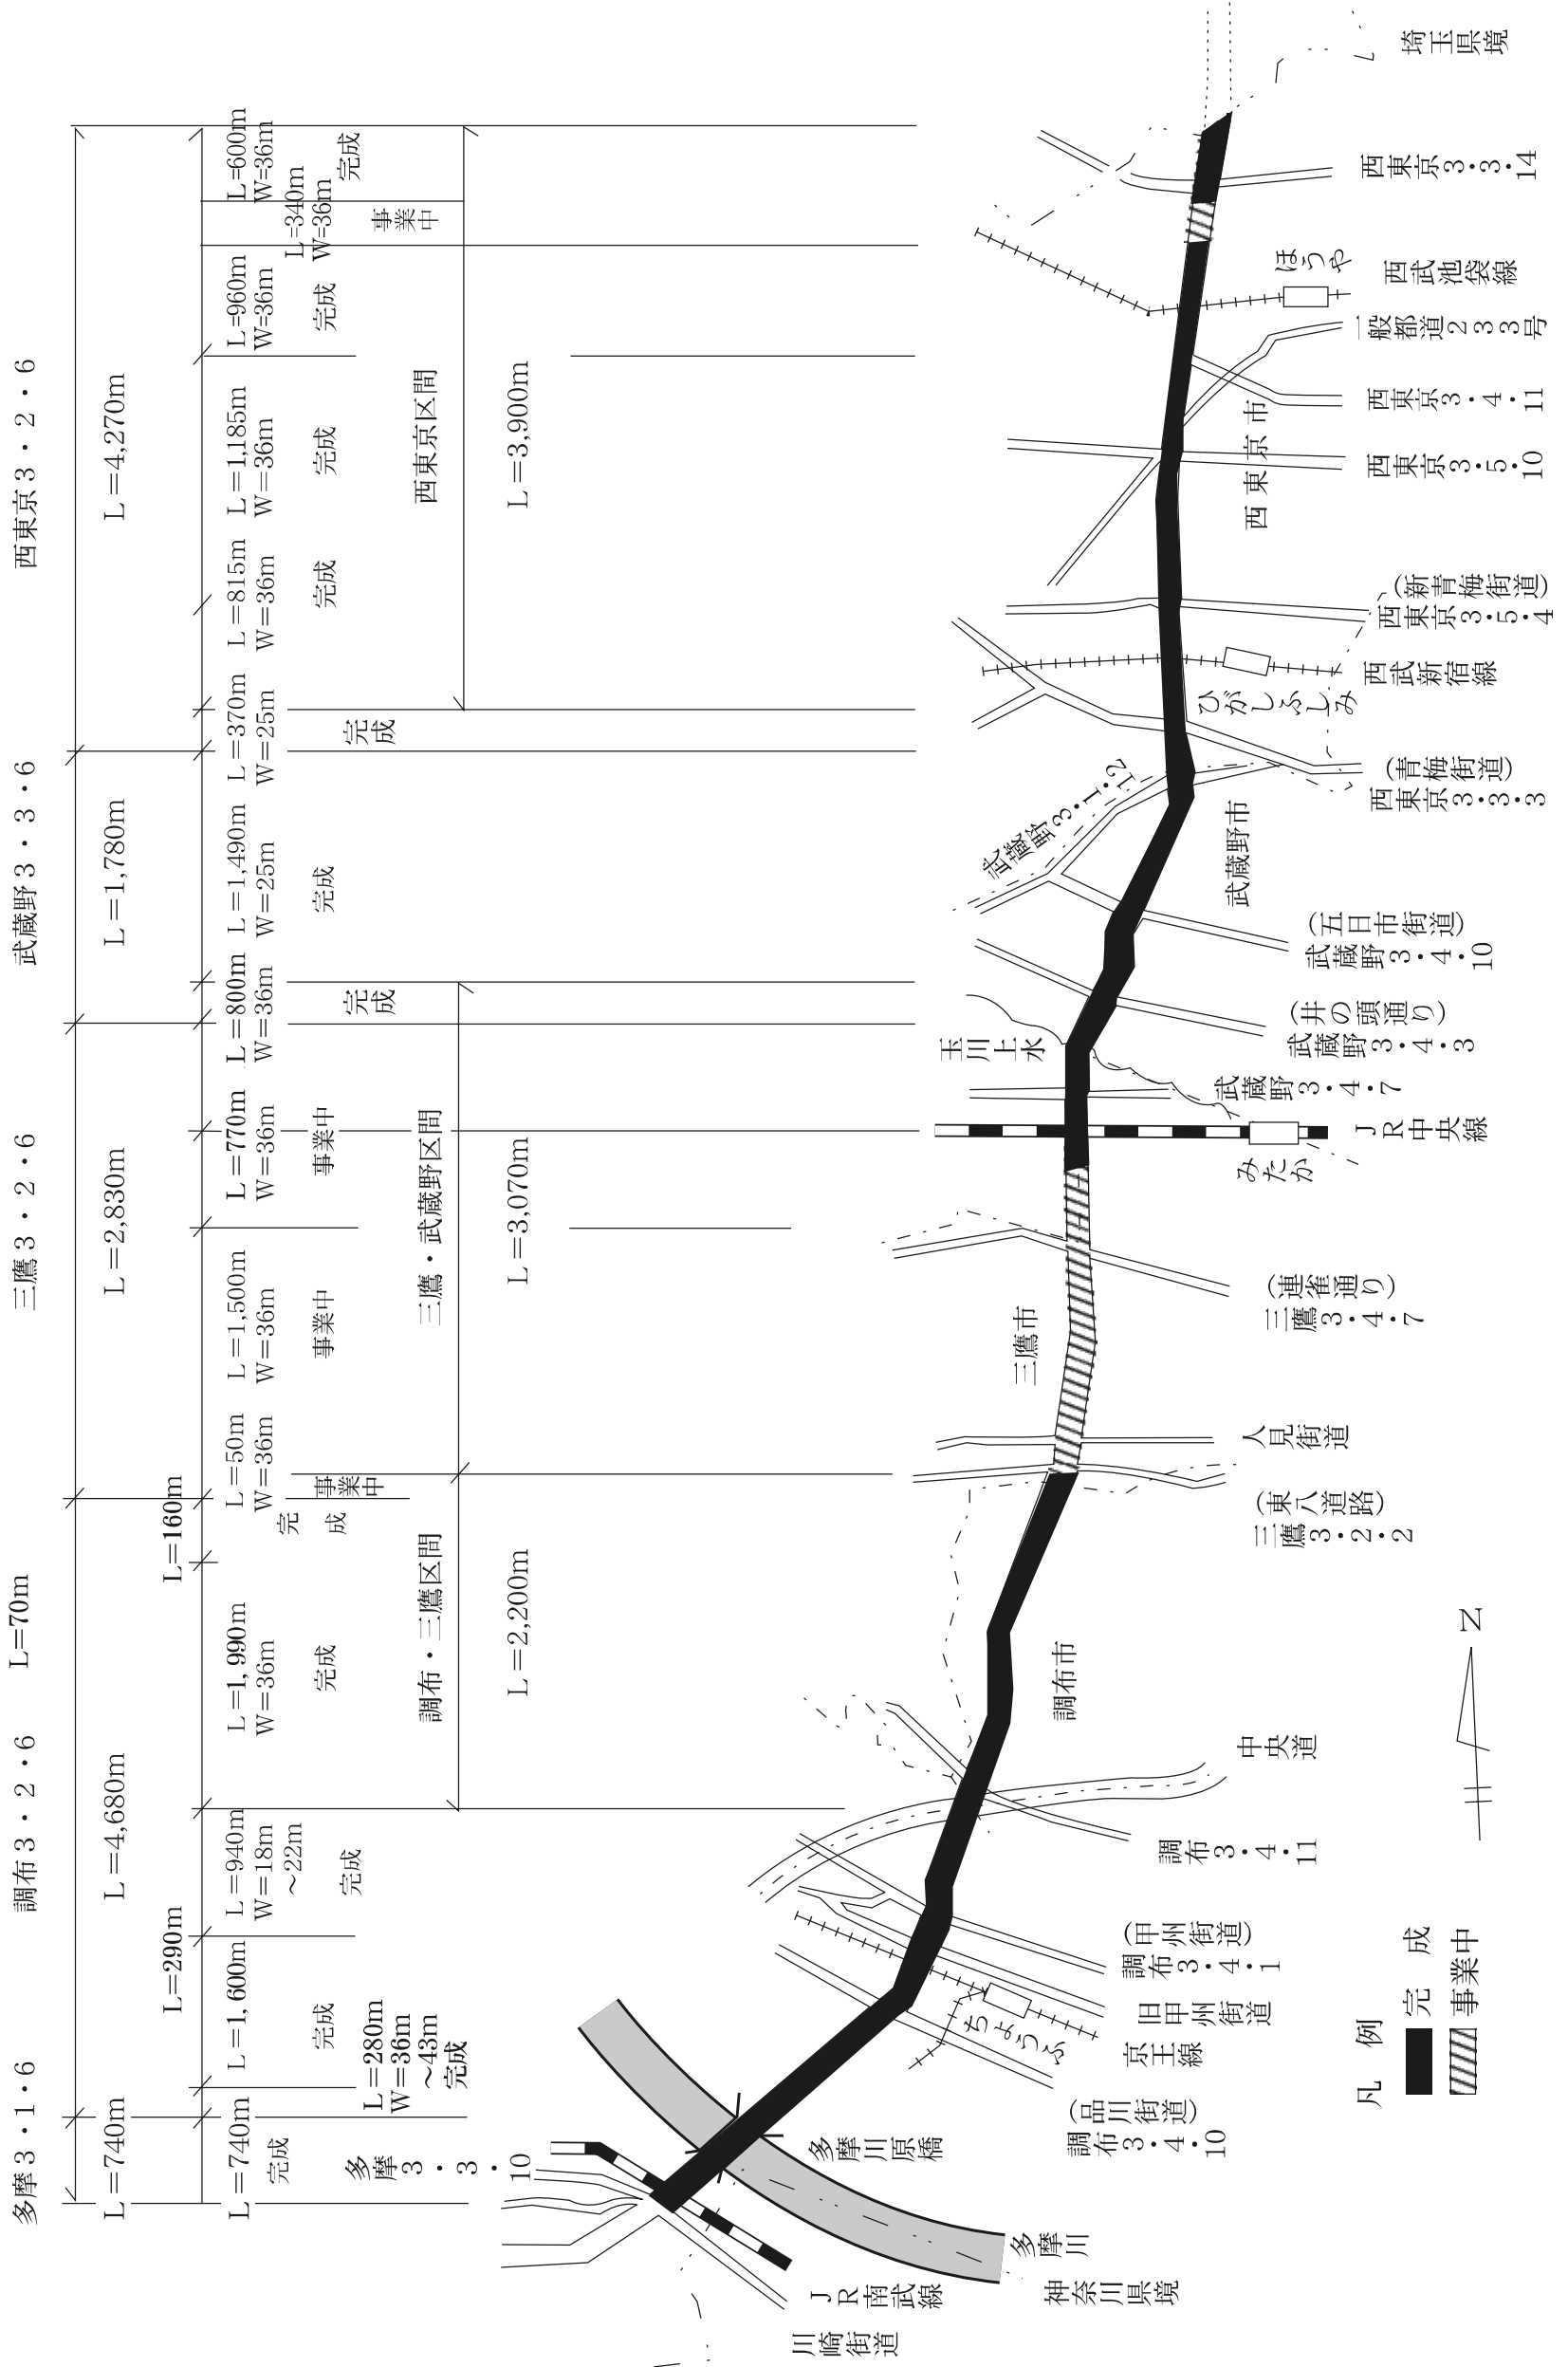 多摩3・1・6
調布3・2・6
L=70m
三鷹3・2・6
武蔵野3・3・6
西東京3・2・6
L=740m
L=4,680m
L=2,830m
L=1,780m
L=4,270m
L=290m
L=160m
L=740m
完成
L=280m
W=36m
~43m
完成
L=1,600m
完成
L=940m
W=18m
~22m
完成
L=1,990m
W=36m
完成
完成
L=50m
W=36m
事業中
L=1,500m
W=36m
事業中
L=770m
W=36m
事業中
L=800m
W=36m
完成
L=1,490m
W=25m
完成
L=370m
W=25m
完成
L=815m
W=36m
完成
L=1,185m
W=36m
完成
L=960m
W=36m
完成
L=340m
W=36m
事業中
L=600m
W=36m
完成
調布・三鷹区間
L=2,200m
三鷹・武蔵野区間
L=3,070m
西東京区間
L=3,900m
多摩3・3・10
川崎街道
JR南武線
神奈川県境
多摩川
多摩川原橋
(品川街道)
調布3・4・10
ちょうふ
京王線
旧甲州街道
(甲州街道)
調布3・4・1
調布3・4・11
中央道
調布市
(東八道路)
三鷹3・2・2
人見街道
三鷹市
(連雀通り)
三鷹3・4・7
みたか
JR中央線
武蔵野3・4・7
玉川上水
(井の頭通り)
武蔵野3・4・3
(五日市街道)
武蔵野3・4・10
武蔵野市
武蔵野3・1・2
(青梅街道)
西東京3・3・3
ひがしふしみ
西武新宿線
(新青梅街道)
西東京3・5・4
西東京市
西東京3・5・10
西東京3・4・11
一般都道233号
ほうや
西武池袋線
西東京3・3・14
埼玉県境
N
凡例
完成
事業中